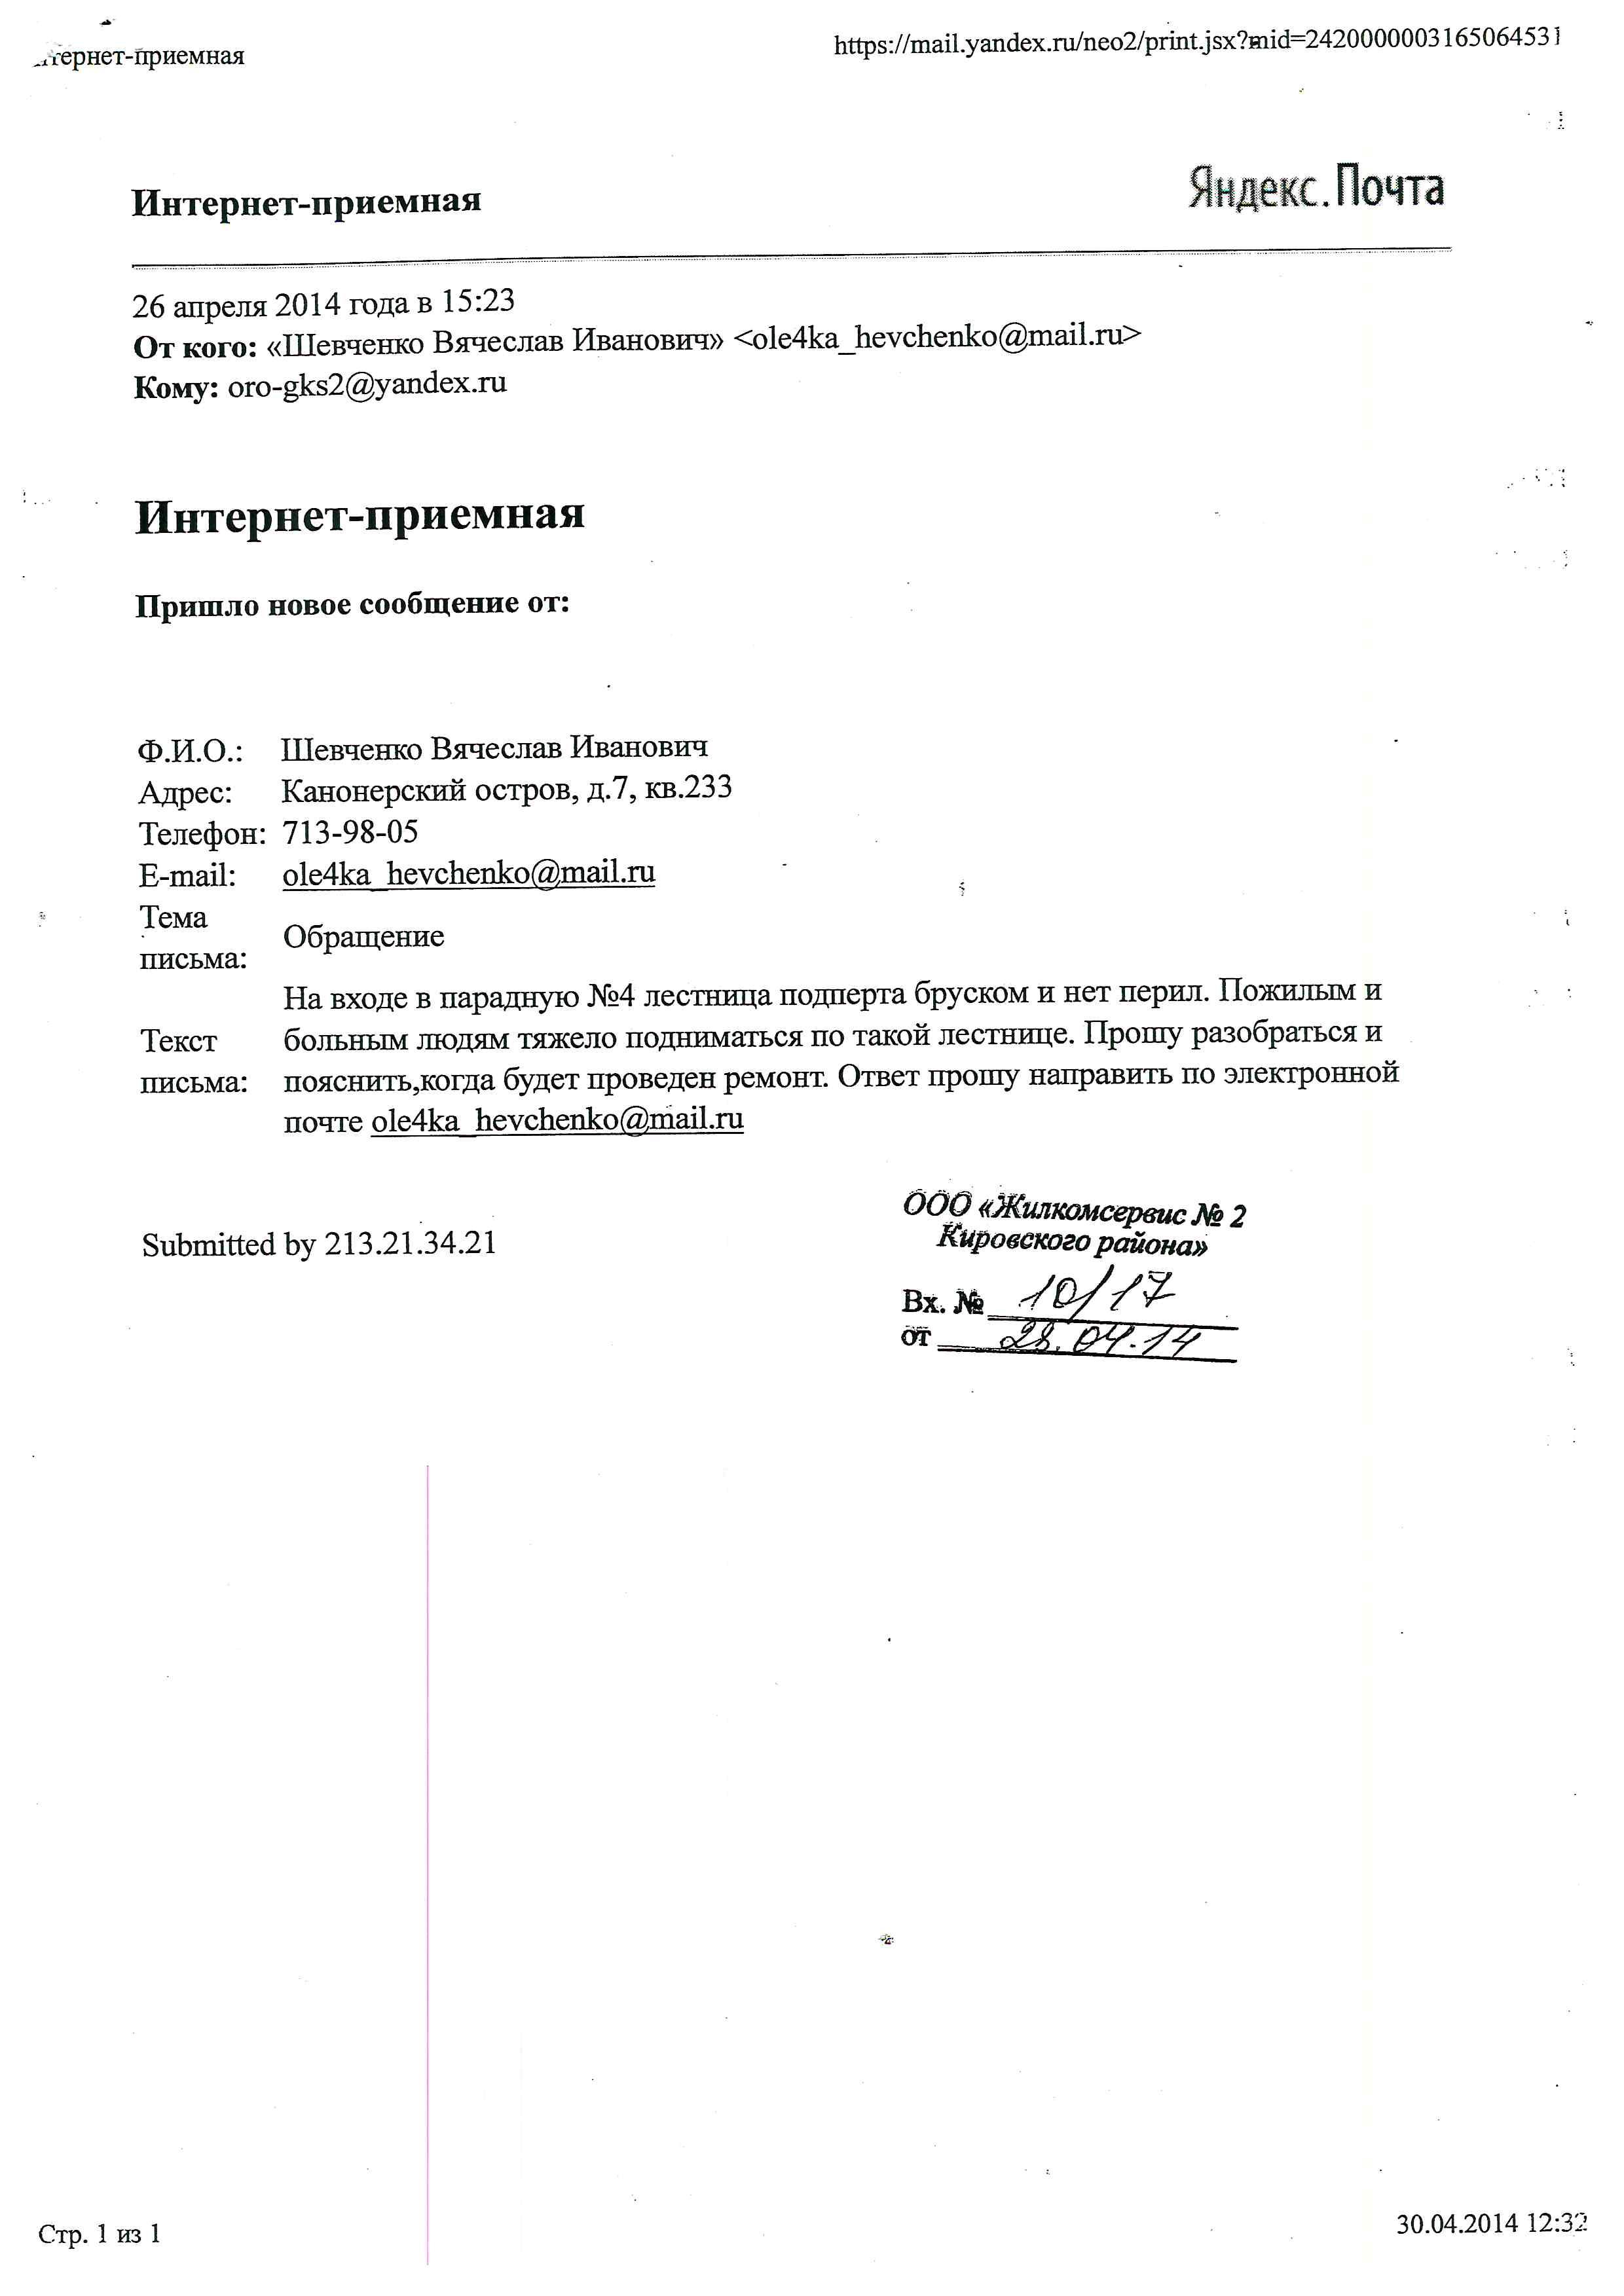 тернет-приемная
https://mail.yandex.ru/neo2/print.jsx?mid=2420000003165064531
Интернет-приемная
Яндекс.Почта
26 апреля 2014 года в 15:23
От кого: «Шевченко Вячеслав Иванович» <ole4ka_hevchenko@mail.ru>
Кому: oro-gks2@yandex.ru
Интернет-приемная
Пришло новое сообщение от:
Ф.И.О.: Шевченко Вячеслав Иванович
Адрес: Канонерский остров, д.7, кв.233
Телефон: 713-98-05
E-mail: ole4ka_hevchenko@mail.ru
Тема
письма:
Обращение
Текст
письма:
На входе в парадную №4 лестница подперта бруском и нет перил. Пожилым и
больным людям тяжело подниматься по такой лестнице. Прошу разобраться и
пояснить,когда будет проведен ремонт. Ответ прошу направить по электронной
почте ole4ka_hevchenko@mail.ru
Submitted by 213.21.34.21
ООО «Жилкомсервис № 2
Кировского района»
Вх. № 10/17
от 28.04.14
Стр. 1 из 1
30.04.2014 12:32